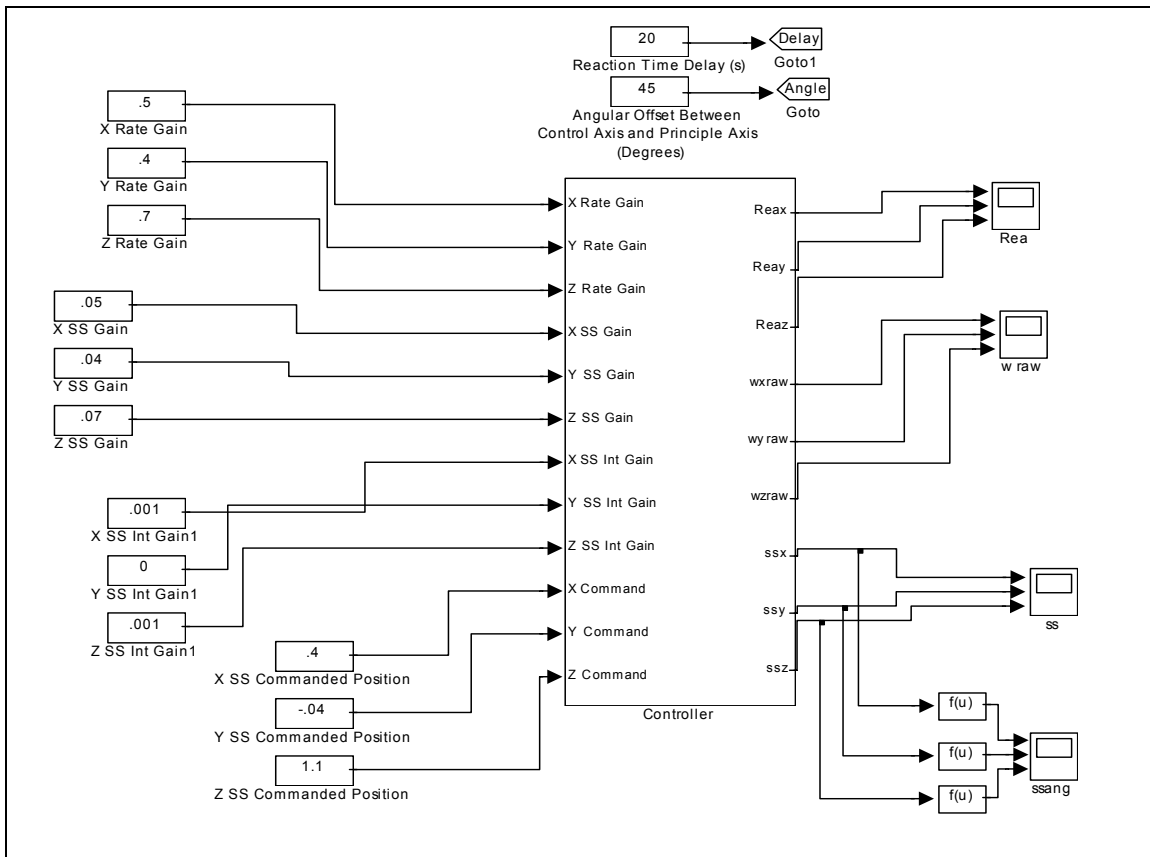 20
Delay
Reaction Time Delay (s)
Goto1
45
Angle
Angular Offset Between
Control Axis and Principle Axis
(Degrees)
Goto
.5
X Rate Gain
.4
Y Rate Gain
.7
Z Rate Gain
.05
X SS Gain
.04
Y SS Gain
.07
Z SS Gain
.001
X SS Int Gain1
0
Y SS Int Gain1
.001
Z SS Int Gain1
.4
X SS Commanded Position
-.04
Y SS Commanded Position
1.1
Z SS Commanded Position
X Rate Gain
Y Rate Gain
Z Rate Gain
X SS Gain
Y SS Gain
Z SS Gain
X SS Int Gain
Y SS Int Gain
Z SS Int Gain
X Command
Y Command
Z Command
Reax
Reay
Reaz
wxraw
wyraw
wzraw
ssx
ssy
ssz
Controller
Rea
w raw
ss
f(u)
f(u)
f(u)
ssang